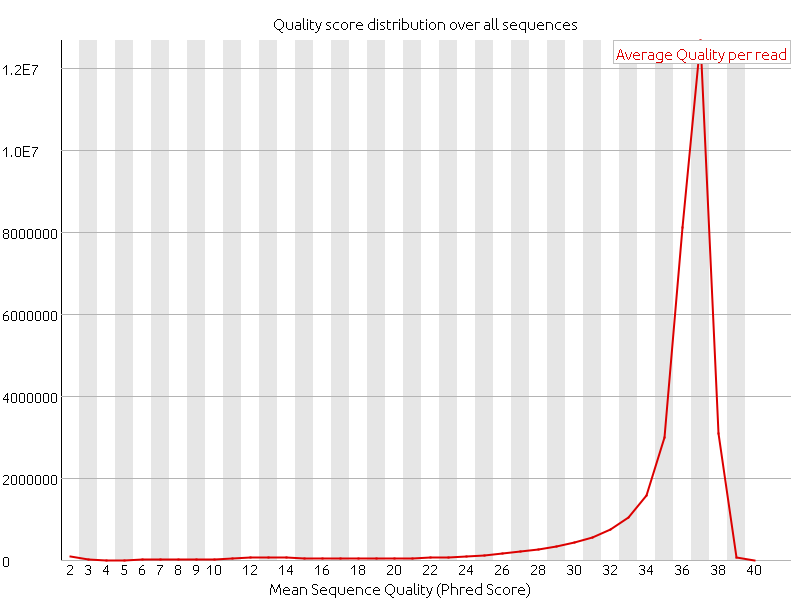 Quality score distribution over all sequences
Average Quality per read
1.2E7
1.0E7
8000000
6000000
4000000
2000000
0
2 3 4 5 6 7 8 9 10 12 14 16 18 20 22 24 26 28 30 32 34 36 38 40
Mean Sequence Quality (Phred Score)